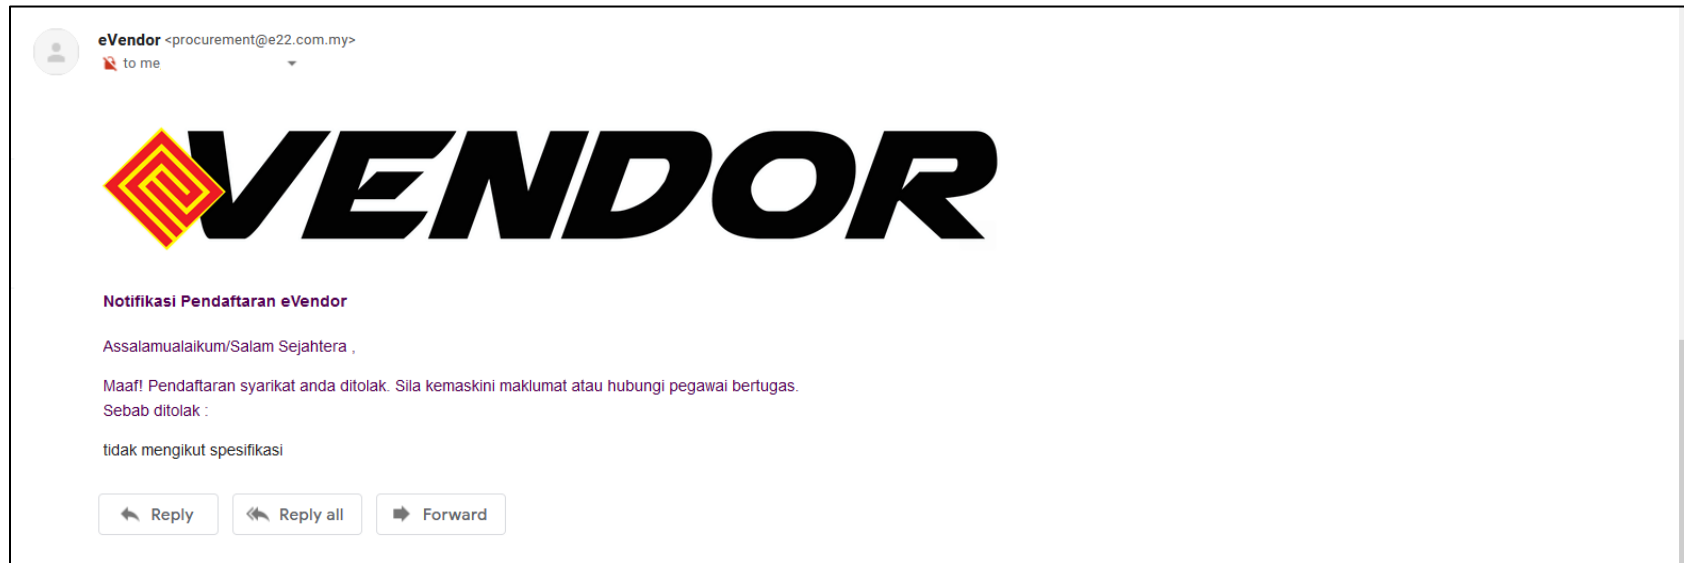 eVendor <procurement@e22.com.my>
to me
VENDOR
Notifikasi Pendaftaran eVendor
Assalamualaikum/Salam Sejahtera ,
Maaf! Pendaftaran syarikat anda ditolak. Sila kemaskini maklumat atau hubungi pegawai bertugas.
Sebab ditolak :
tidak mengikut spesifikasi
Reply Reply all Forward